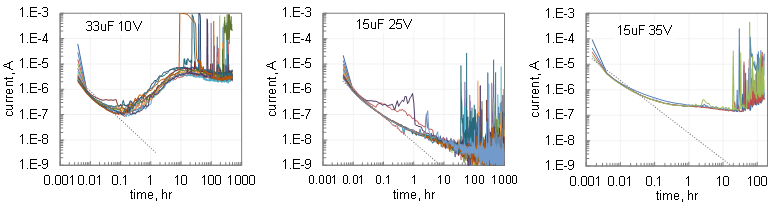 33uF 10V
1.E-3
1.E-4
1.E-5
1.E-6
1.E-7
1.E-8
1.E-9
current, A
0.001 0.01 0.1 1 10 100 1000
time, hr
15uF 25V
1.E-3
1.E-4
1.E-5
1.E-6
1.E-7
1.E-8
1.E-9
current, A
0.001 0.01 0.1 1 10 100 1000
time, hr
15uF 35V
1.E-3
1.E-4
1.E-5
1.E-6
1.E-7
1.E-8
1.E-9
current, A
0.001 0.01 0.1 1 10 100
time, hr